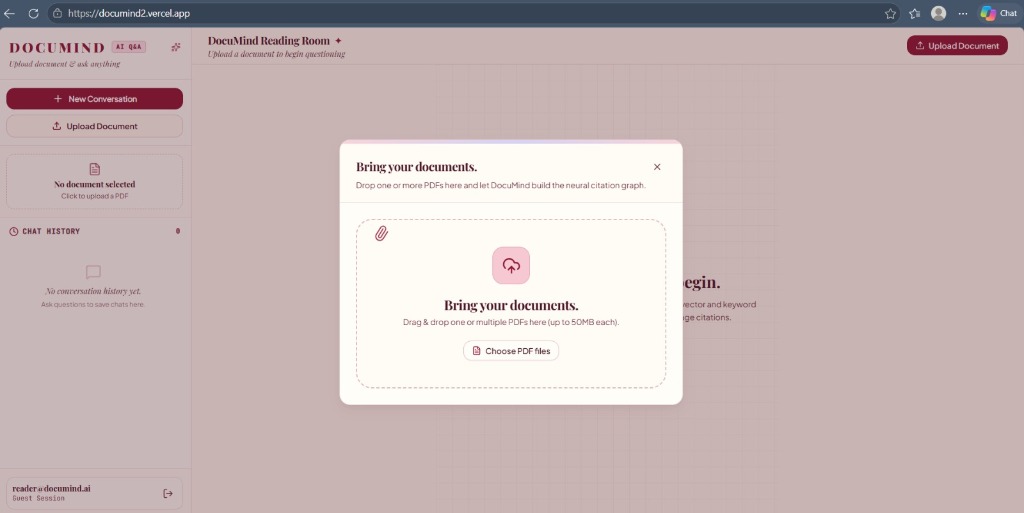 https://documind2.vercel.app
Chat
DOCUMIND AI Q&A
Upload document & ask anything
New Conversation
Upload Document
No document selected
Click to upload a PDF
CHAT HISTORY 0
No conversation history yet.
Ask questions to save chats here.
reader@documind.ai
Guest Session
DocuMind Reading Room
Upload a document to begin questioning
Upload Document
Bring your documents.
Drop one or more PDFs here and let DocuMind build the neural citation graph.
Bring your documents.
Drag & drop one or multiple PDFs here (up to 50MB each).
Choose PDF files
egin.
vector and keyword
ge citations.